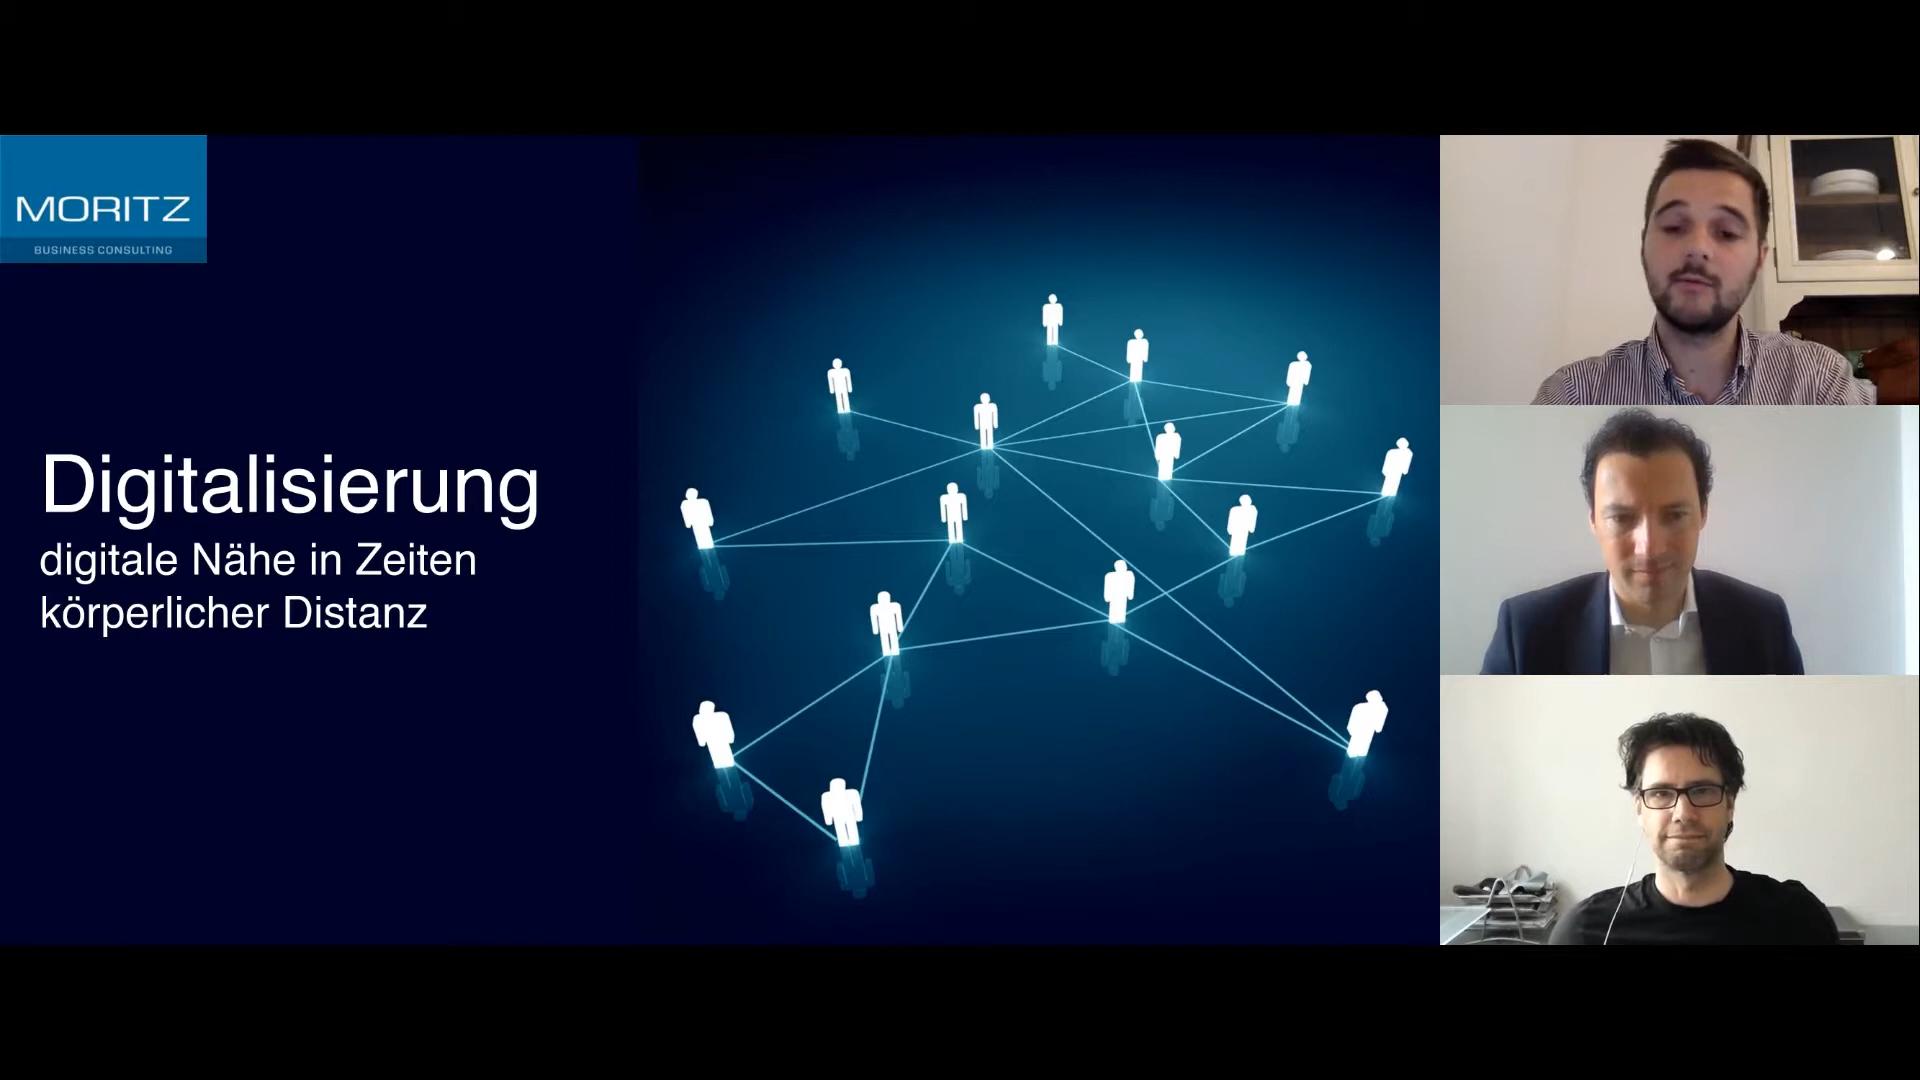 MORITZ
BUSINESS CONSULTING
Digitalisierung
digitale Nähe in Zeiten
körperlicher Distanz